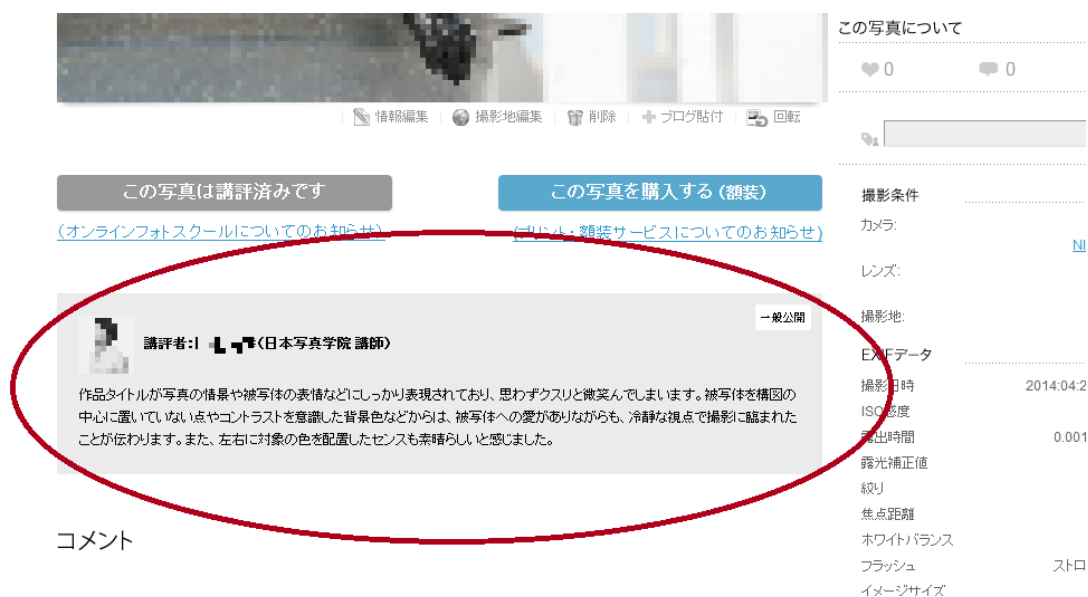 情報編集 撮影地編集 削除 ブログ貼付 回転
この写真は講評済みです この写真を購入する(額装)
(オンラインフォトスクールについてのお知らせ) (プリント・額装サービスについてのお知らせ)
一般公開
講評者: (日本写真学院 講師)
作品タイトルが写真の情景や被写体の表情などにしっかり表現されており、思わずクスリと微笑んでしまいます。被写体を構図の
中心に置いていない点やコントラストを意識した背景色などからは、被写体への愛がありながらも、冷静な視点で撮影に臨まれた
ことが伝わります。また、左右に対象の色を配置したセンスも素晴らしいと感じました。
コメント
この写真について
0 0
撮影条件
カメラ:
NI
レンズ:
撮影地:
EXIFデータ
撮影日時 2014:04:2
ISO感度
露出時間 0.001
露光補正値
絞り
焦点距離
ホワイトバランス
フラッシュ ストロ
イメージサイズ